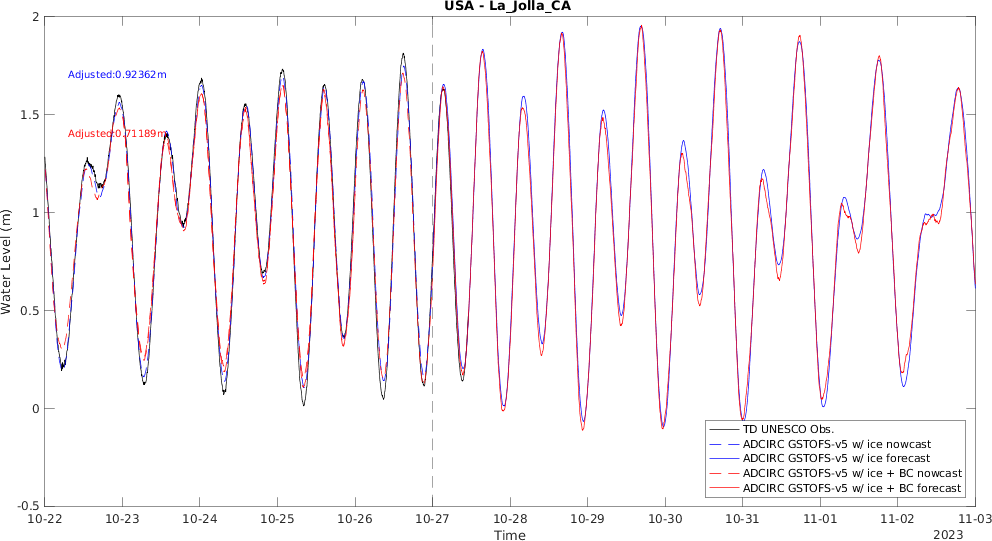 USA - La_Jolla_CA
2
Adjusted:0.92362m
1.5
Adjusted:0.71189m
1
Water Level (m)
0.5
0
TD UNESCO Obs.
ADCIRC GSTOFS-v5 w/ ice nowcast
ADCIRC GSTOFS-v5 w/ ice forecast
ADCIRC GSTOFS-v5 w/ ice + BC nowcast
ADCIRC GSTOFS-v5 w/ ice + BC forecast
-0.5
10-22 10-23 10-24 10-25 10-26 10-27 10-28 10-29 10-30 10-31 11-01 11-02 11-03
Time
2023